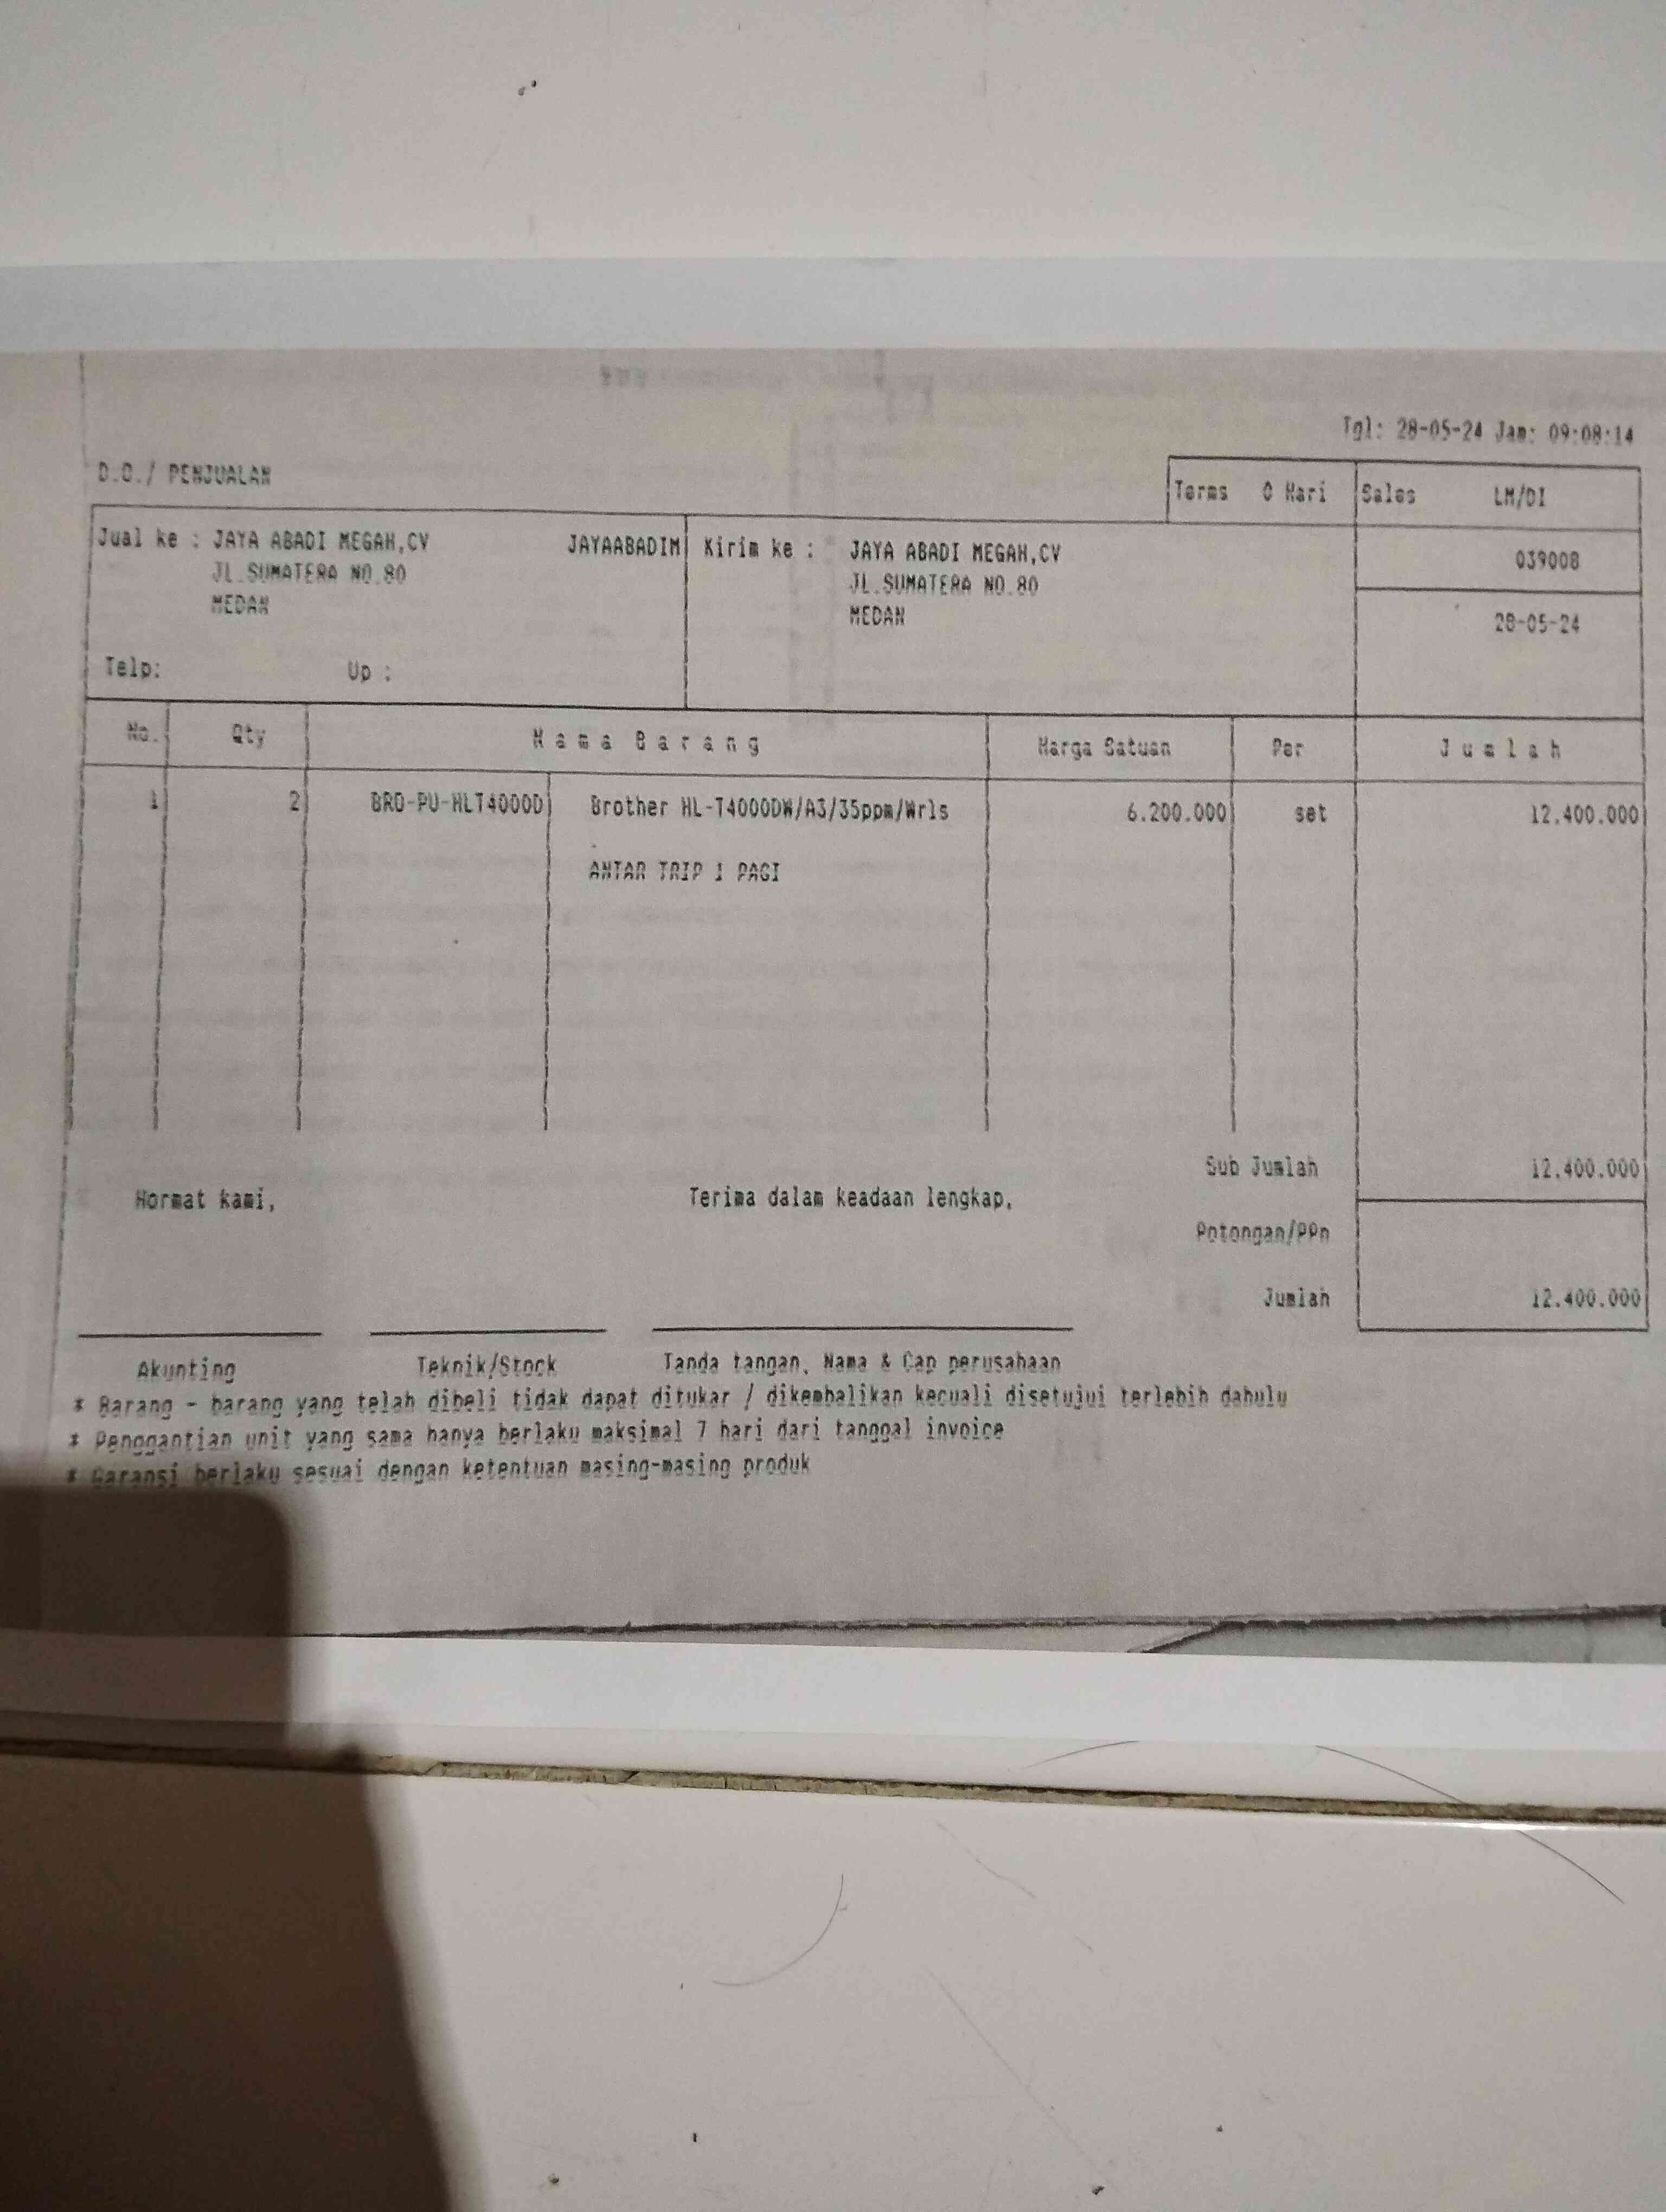 Tgl: 28-05-24 Jam: 09:08:14
D.O./ PENJUALAN
Terms 0 Hari Sales LM/DI
Jual ke : JAYA ABADI MEGAH,CV JAYAABADIM Kirim ke : JAYA ABADI MEGAH,CV 039008
JL.SUMATERA NO.80 JL.SUMATERA NO.80
MEDAN MEDAN 28-05-24
Telp: Up :
No. Qty Nama Barang Harga Satuan Per Jumlah
1 2 BRO-PU-HLT4000D Brother HL-T4000DW/A3/35ppm/Wrls 6.200.000 set 12.400.000
ANTAR TRIP 1 PAGI
Sub Jumlah 12.400.000
Hormat kami, Terima dalam keadaan lengkap,
Potongan/PPn
Jumlah 12.400.000
Akunting Teknik/Stock Tanda tangan, Nama & Cap perusahaan
* Barang - barang yang telah dibeli tidak dapat ditukar / dikembalikan kecuali disetujui terlebih dahulu
* Penggantian unit yang sama hanya berlaku maksimal 7 hari dari tanggal invoice
* Garansi berlaku sesuai dengan ketentuan masing-masing produk